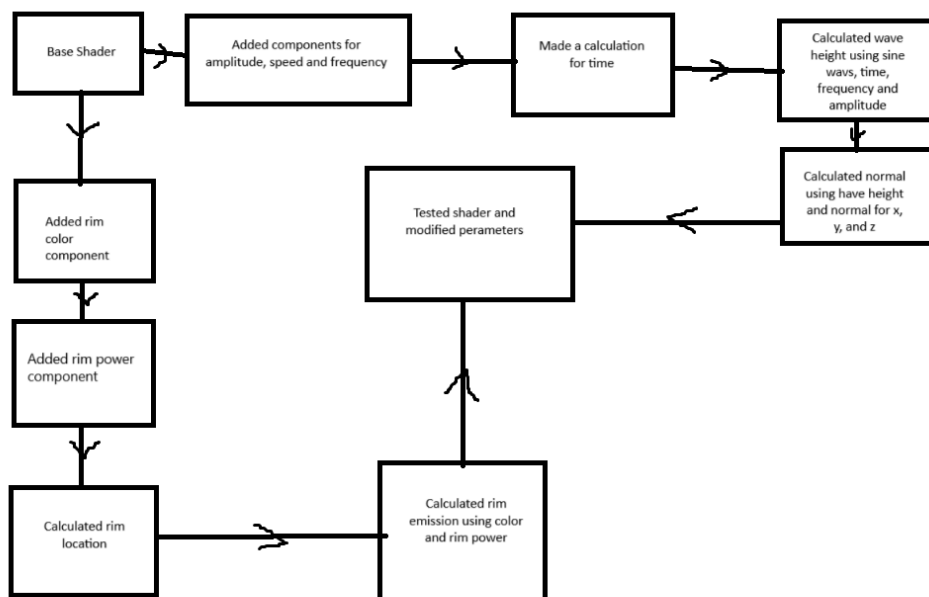 Base Shader
Added components for
amplitude, speed and frequency
Made a calculation
for time
Calculated wave
height using sine
wavs, time,
frequency and
amplitude
Calculated normal
using have height
and normal for x,
y, and z
Tested shader and
modified perameters
Added rim
color
component
Added rim power
component
Calculated rim
location
Calculated rim
emission using color
and rim power